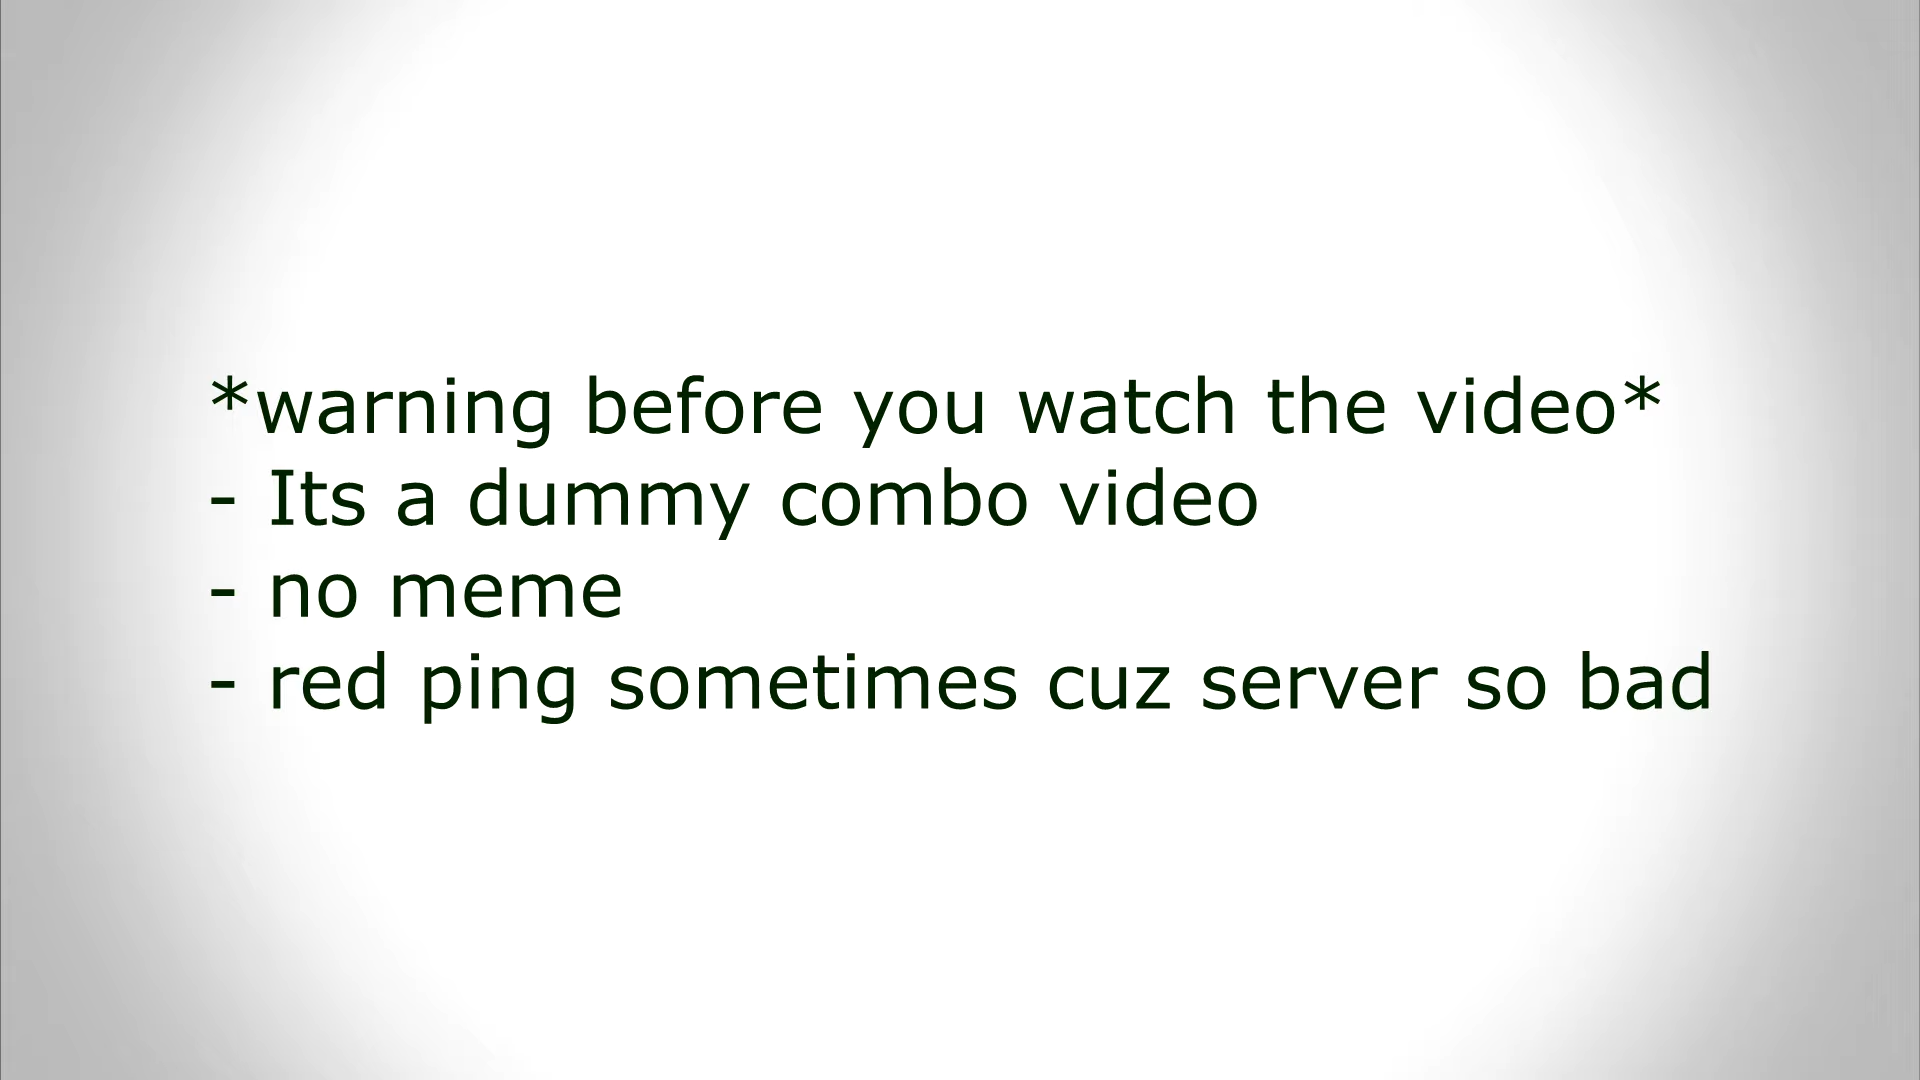 *warning before you watch the video*
- Its a dummy combo video
- no meme
- red ping sometimes cuz server so bad